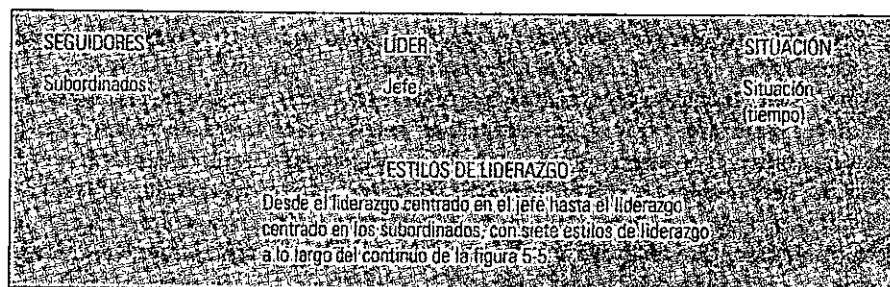 SEGUIDORES LÍDER SITUACIÓN
Subordinados Jefe Situación
(tiempo)
ESTILOS DE LIDERAZGO
Desde el liderazgo centrado en el jefe hasta el liderazgo
centrado en los subordinados, con siete estilos de liderazgo
a lo largo del continuo de la figura 5-5.